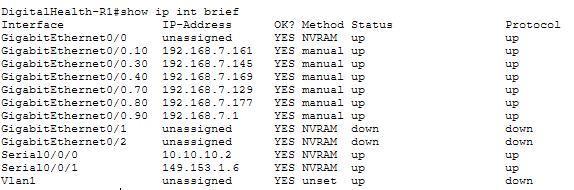 DigitalHealth-R1#show ip int brief
Interface IP-Address OK? Method Status Protocol
GigabitEthernet0/0 unassigned YES NVRAM up up
GigabitEthernet0/0.10 192.168.7.161 YES manual up up
GigabitEthernet0/0.30 192.168.7.145 YES manual up up
GigabitEthernet0/0.40 192.168.7.169 YES manual up up
GigabitEthernet0/0.70 192.168.7.129 YES manual up up
GigabitEthernet0/0.80 192.168.7.177 YES manual up up
GigabitEthernet0/0.90 192.168.7.1 YES manual up up
GigabitEthernet0/1 unassigned YES NVRAM down down
GigabitEthernet0/2 unassigned YES NVRAM down down
Serial0/0/0 10.10.10.2 YES NVRAM up up
Serial0/0/1 149.153.1.6 YES NVRAM up up
Vlan1 unassigned YES unset up down